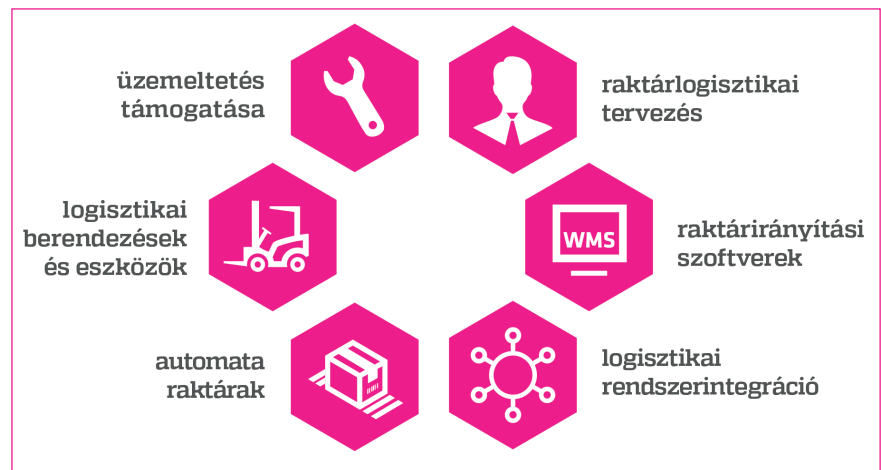 üzemeltetés
támogatása
raktárlogisztikai
tervezés
logisztikai
berendezések
és eszközök
WMS
raktárirányítási
szoftverek
automata
raktárak
logisztikai
rendszerintegráció